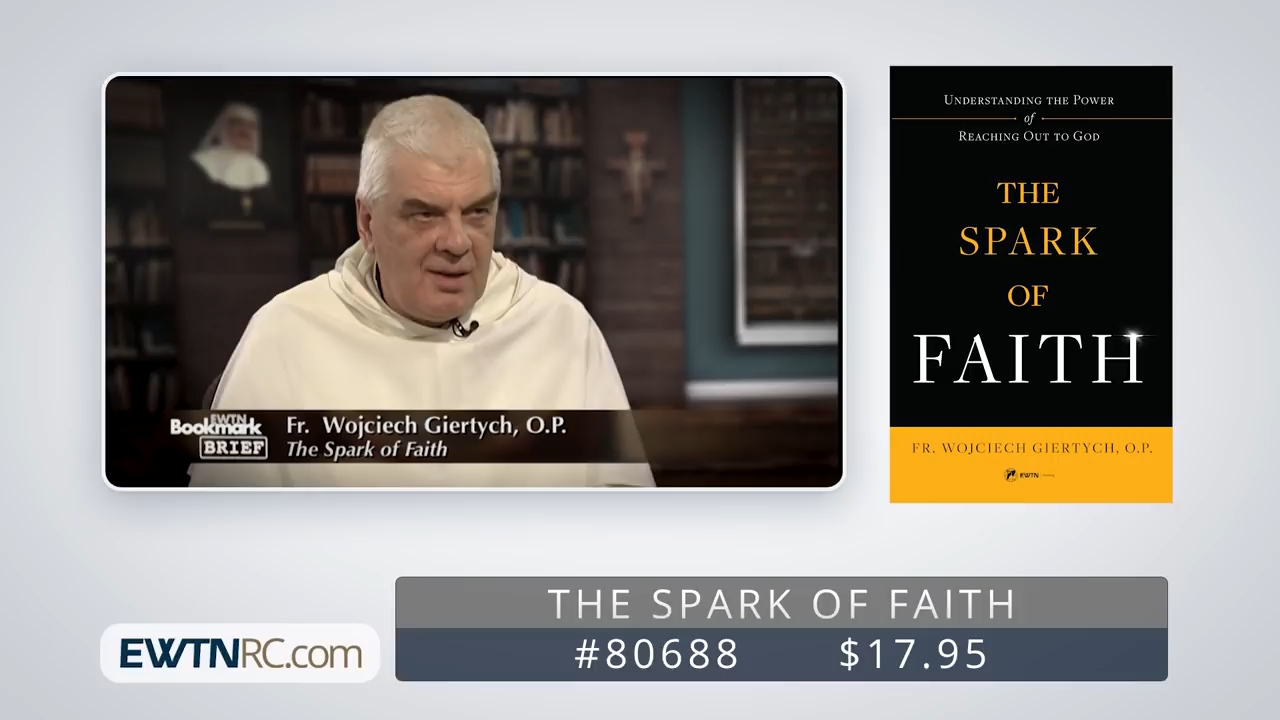 EWTN
Bookmark
BRIEF
Fr. Wojciech Giertych, O.P.
The Spark of Faith
UNDERSTANDING THE POWER
of
REACHING OUT TO GOD
THE
SPARK
OF
FAITH
FR. WOJCIECH GIERTYCH, O.P.
EWTN
THE SPARK OF FAITH
#80688 $17.95
EWTNRC.com